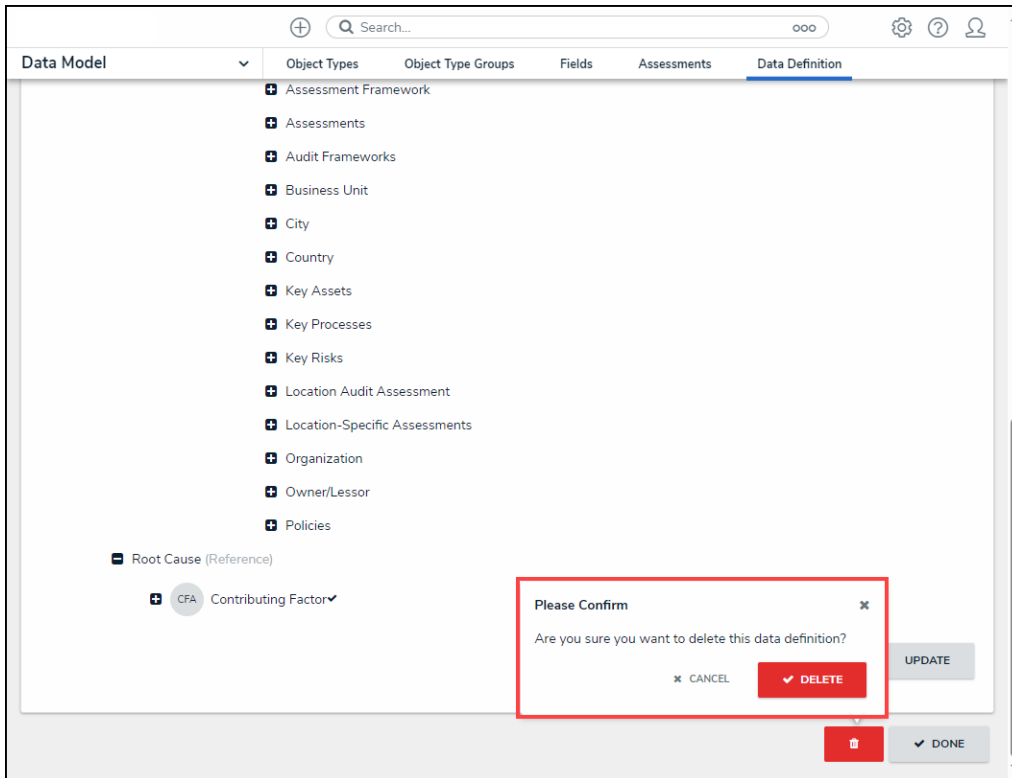 Search...
Data Model
Object Types Object Type Groups Fields Assessments Data Definition
Assessment Framework
Assessments
Audit Frameworks
Business Unit
City
Country
Key Assets
Key Processes
Key Risks
Location Audit Assessment
Location-Specific Assessments
Organization
Owner/Lessor
Policies
Root Cause (Reference)
CFA Contributing Factor
Please Confirm
Are you sure you want to delete this data definition?
CANCEL DELETE
UPDATE
DONE